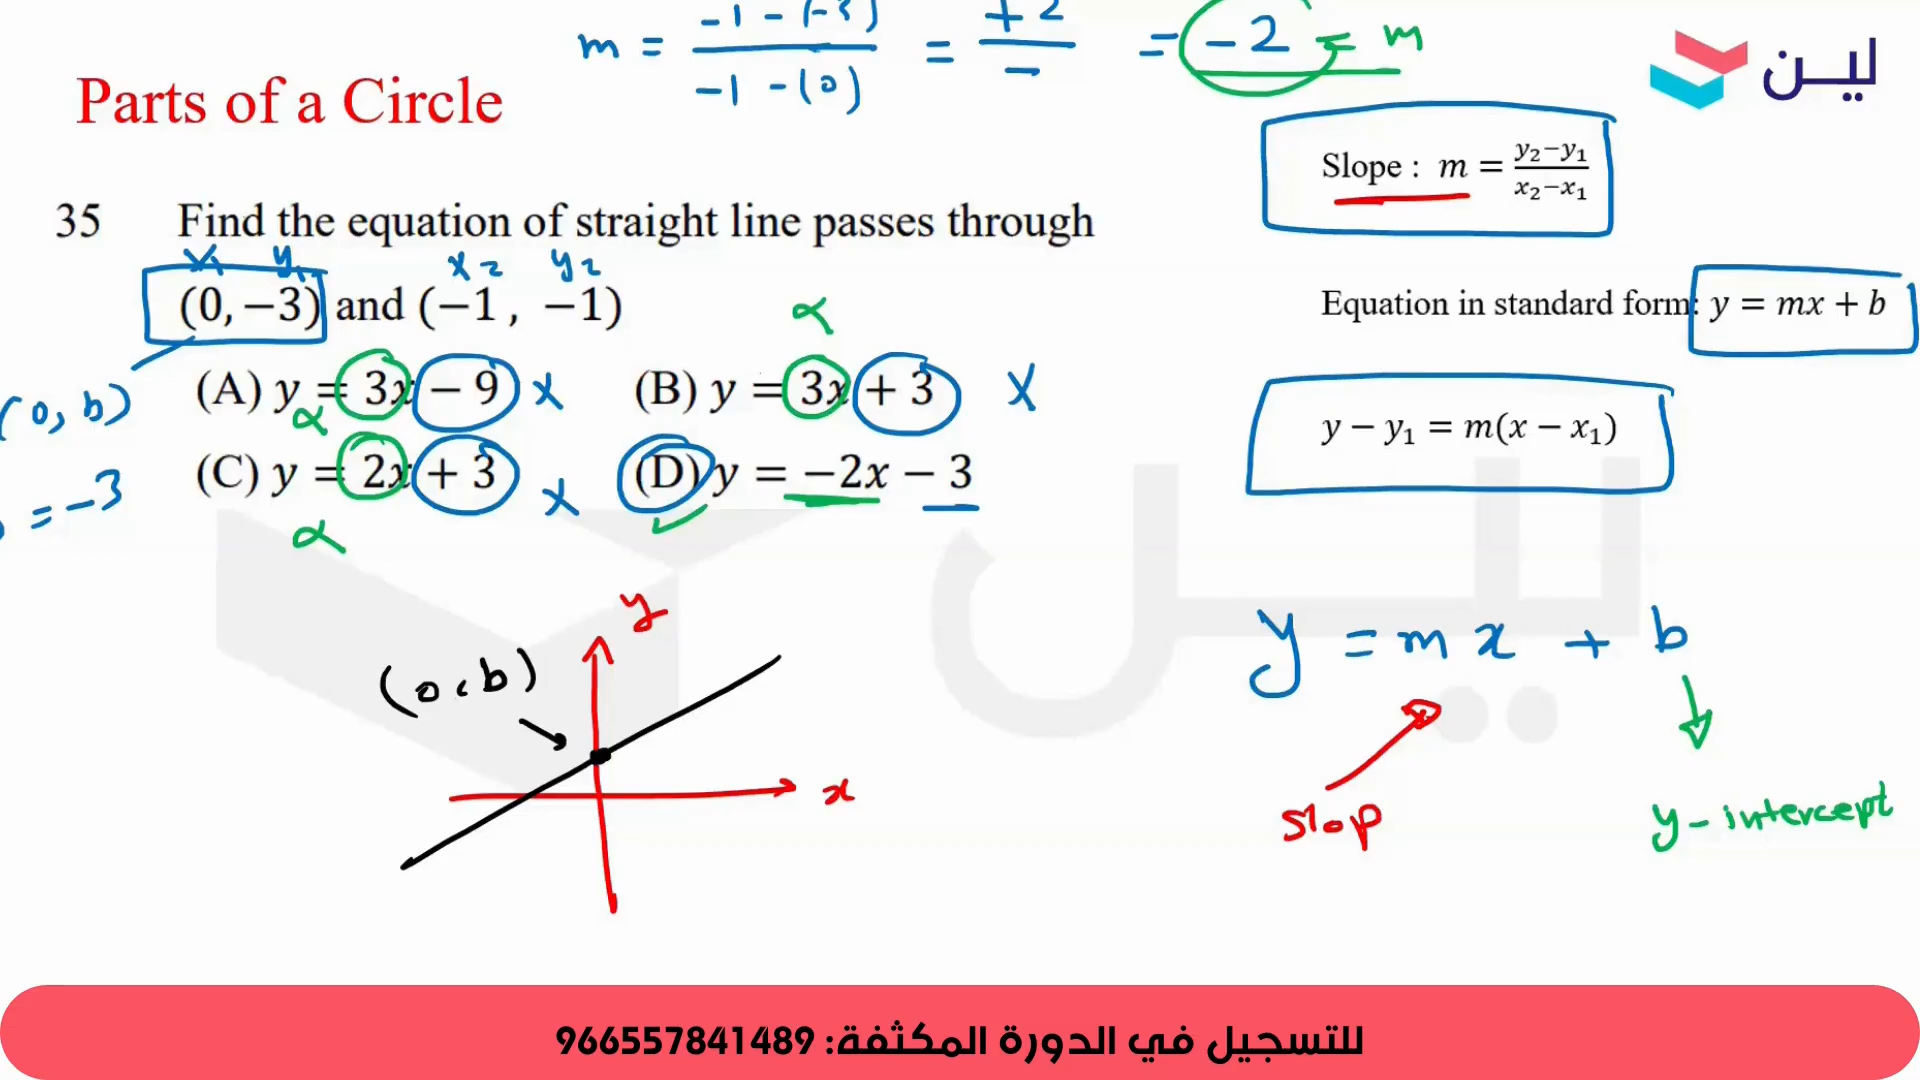 m = -1 - (-3) / -1 - (0) = +2 / - = -2 = m
لين
Parts of a Circle
Slope : m = y₂−y₁ / x₂−x₁
35 Find the equation of straight line passes through
x₁ y₁ x₂ y₂
(0, −3) and (−1 , −1)
Equation in standard form: y = mx + b
(A) y = 3x − 9 x (B) y = 3x + 3 x
(0, b)
y − y₁ = m(x − x₁)
(C) y = 2x + 3 x (D) y = −2x − 3
= -3
y
y = m x + b
(0, b)
x
slop
y-intercept
للتسجيل في الدورة المكثفة: 966557841489